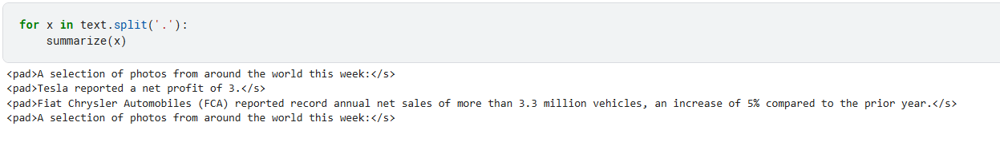 for x in text.split('.'):
    summarize(x)
<pad>A selection of photos from around the world this week:</s>
<pad>Tesla reported a net profit of 3.</s>
<pad>Fiat Chrysler Automobiles (FCA) reported record annual net sales of more than 3.3 million vehicles, an increase of 5% compared to the prior year.</s>
<pad>A selection of photos from around the world this week:</s>